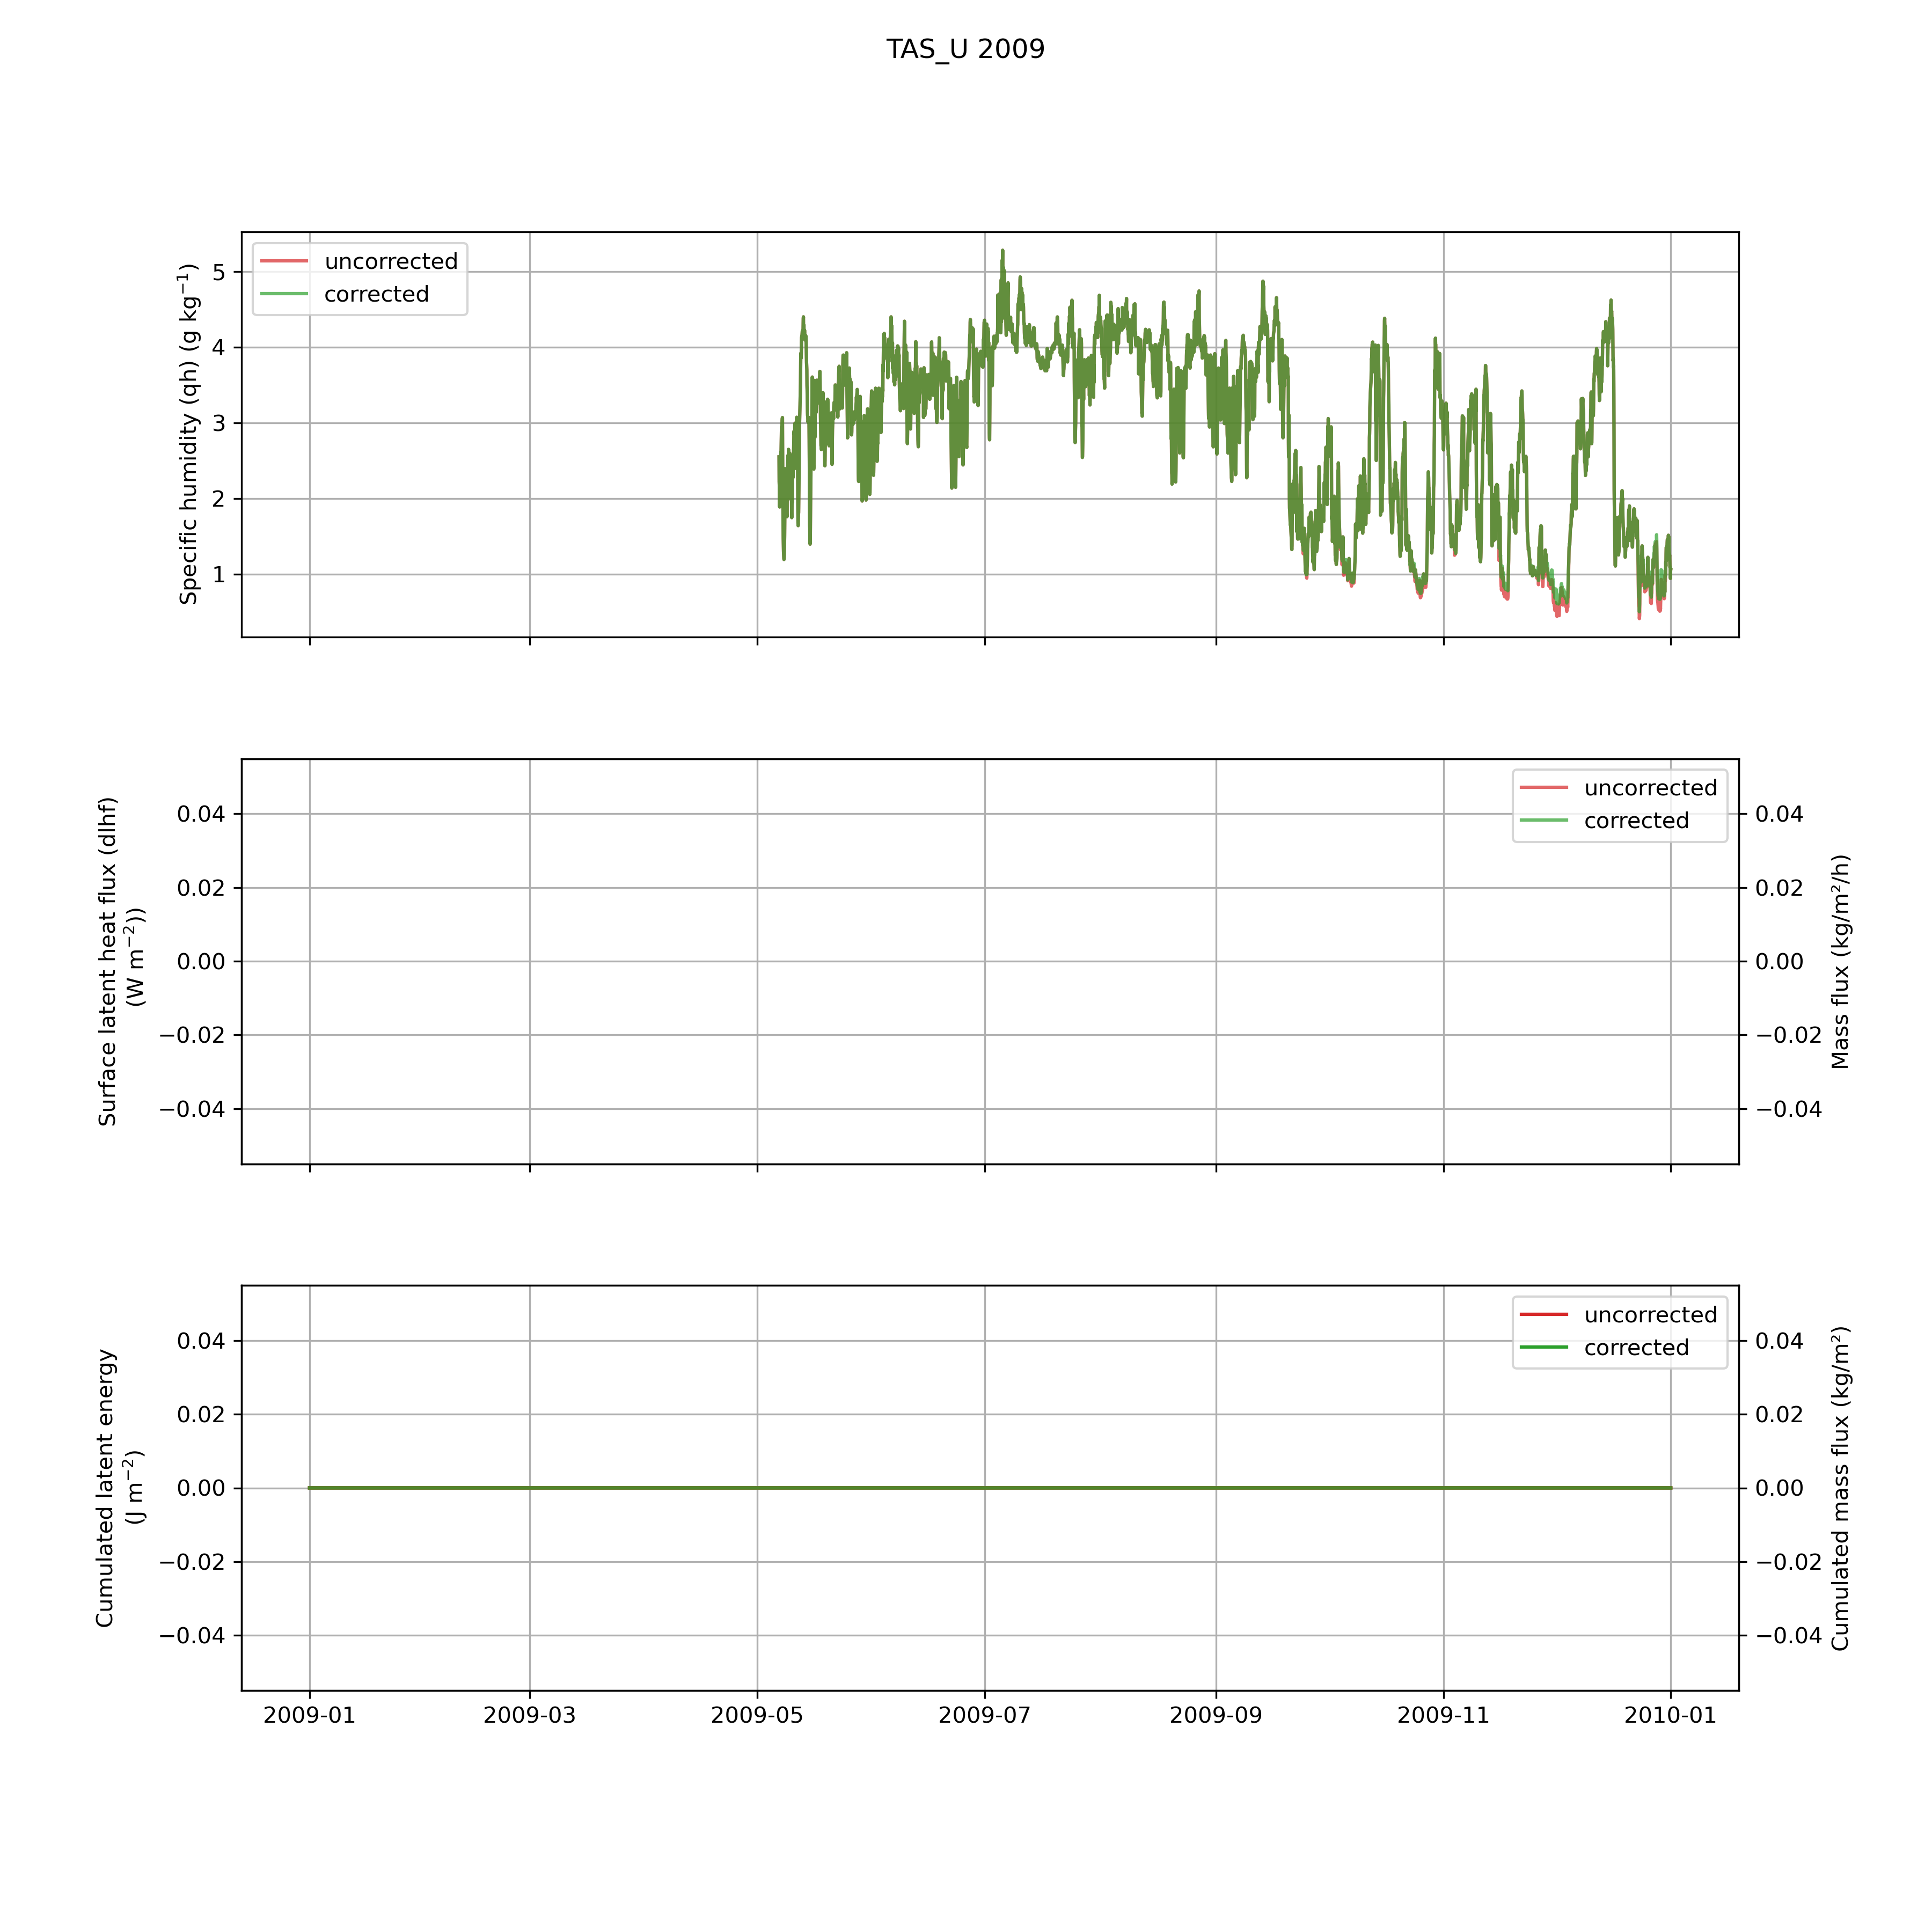 TAS_U 2009
Specific humidity (qh) (g kg⁻¹)
5
4
3
2
1
uncorrected
corrected
Surface latent heat flux (dlhf)
(W m⁻²))
0.04
0.02
0.00
−0.02
−0.04
uncorrected
corrected
0.04
0.02
0.00
−0.02
−0.04
Mass flux (kg/m²/h)
Cumulated latent energy
(J m⁻²)
0.04
0.02
0.00
−0.02
−0.04
uncorrected
corrected
0.04
0.02
0.00
−0.02
−0.04
Cumulated mass flux (kg/m²)
2009-01 2009-03 2009-05 2009-07 2009-09 2009-11 2010-01